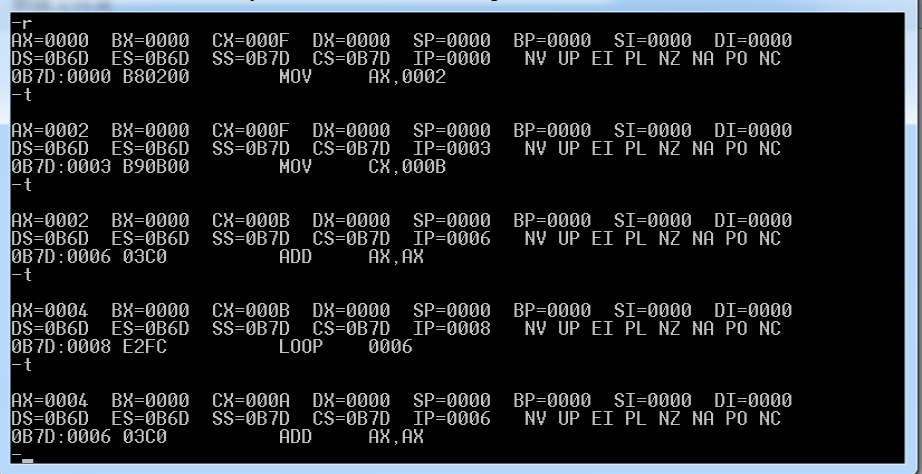 -r
AX=0000  BX=0000  CX=000F  DX=0000  SP=0000  BP=0000  SI=0000  DI=0000
DS=0B6D  ES=0B6D  SS=0B7D  CS=0B7D  IP=0000   NV UP EI PL NZ NA PO NC
0B7D:0000 B80200        MOV     AX,0002
-t
AX=0002  BX=0000  CX=000F  DX=0000  SP=0000  BP=0000  SI=0000  DI=0000
DS=0B6D  ES=0B6D  SS=0B7D  CS=0B7D  IP=0003   NV UP EI PL NZ NA PO NC
0B7D:0003 B90B00        MOV     CX,000B
-t
AX=0002  BX=0000  CX=000B  DX=0000  SP=0000  BP=0000  SI=0000  DI=0000
DS=0B6D  ES=0B6D  SS=0B7D  CS=0B7D  IP=0006   NV UP EI PL NZ NA PO NC
0B7D:0006 03C0          ADD     AX,AX
-t
AX=0004  BX=0000  CX=000B  DX=0000  SP=0000  BP=0000  SI=0000  DI=0000
DS=0B6D  ES=0B6D  SS=0B7D  CS=0B7D  IP=0008   NV UP EI PL NZ NA PO NC
0B7D:0008 E2FC          LOOP    0006
-t
AX=0004  BX=0000  CX=000A  DX=0000  SP=0000  BP=0000  SI=0000  DI=0000
DS=0B6D  ES=0B6D  SS=0B7D  CS=0B7D  IP=0006   NV UP EI PL NZ NA PO NC
0B7D:0006 03C0          ADD     AX,AX
-_